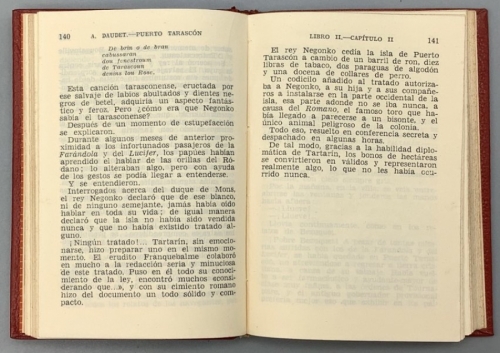 140 A. DAUDET.—PUERTO TARASCÓN
De brin o de bran
cabussaran
dou fenestroun
de Tarascoun
dedins lou Rose.
Esta canción tarasconense, eructada por
ese salvaje de labios abultados y dientes ne-
gros de betel, adquiría un aspecto fantás-
tico y feroz. Pero ¿cómo era que Negonko
sabía el tarasconense?
Después de un momento de estupefacción
se explicaron.
Durante algunos meses de anterior pro-
ximidad a los infortunados pasajeros de la
Farándola y del Lucifer, los papúes habían
aprendido el hablar de las orillas del Ró-
dano; lo alteraban algo, pero con ayuda
de los gestos se podía llegar a entenderse.
Y se entendieron.
Interrogados acerca del duque de Mons,
el rey Negonko declaró que de ese blanco,
ni de ninguno semejante, jamás había oído
hablar en toda su vida; de igual manera
declaró que la isla no había sido vendida
nunca y que no había existido tratado al-
guno.
¡Ningún tratado!... Tartarín, sin emocio-
narse, hizo preparar uno en el mismo mo-
mento. El erudito Franquebalme colaboró
en mucho a la redacción seria y minuciosa
de este tratado. Puso en él todo su conoci-
miento de la ley, encontró muchos «consi-
derando que...», y con su cimiento romano
hizo del documento un todo sólido y com-
pacto.
LIBRO II.—CAPÍTULO II 141
El rey Negonko cedía la isla de Puerto
Tarascón a cambio de un barril de ron, diez
libras de tabaco, dos paraguas de algodón
y una docena de collares de perro.
Un codicilo añadido al tratado autoriza-
ba a Negonko, a su hija y a sus compañe-
ros a instalarse en la parte occidental de la
isla, esa parte adonde no se iba nunca, a
causa del Romano, el famoso toro que ha-
bía llegado a parecerse a un bisonte, y el
único animal peligroso de la colonia.
Todo eso, resuelto en conferencia secreta y
despachado en algunas horas.
De tal modo, gracias a la habilidad diplo-
mática de Tartarín, los bonos de hectáreas
se convirtieron en válidos y representaron
realmente algo, lo que no les había ocu-
rrido nunca.